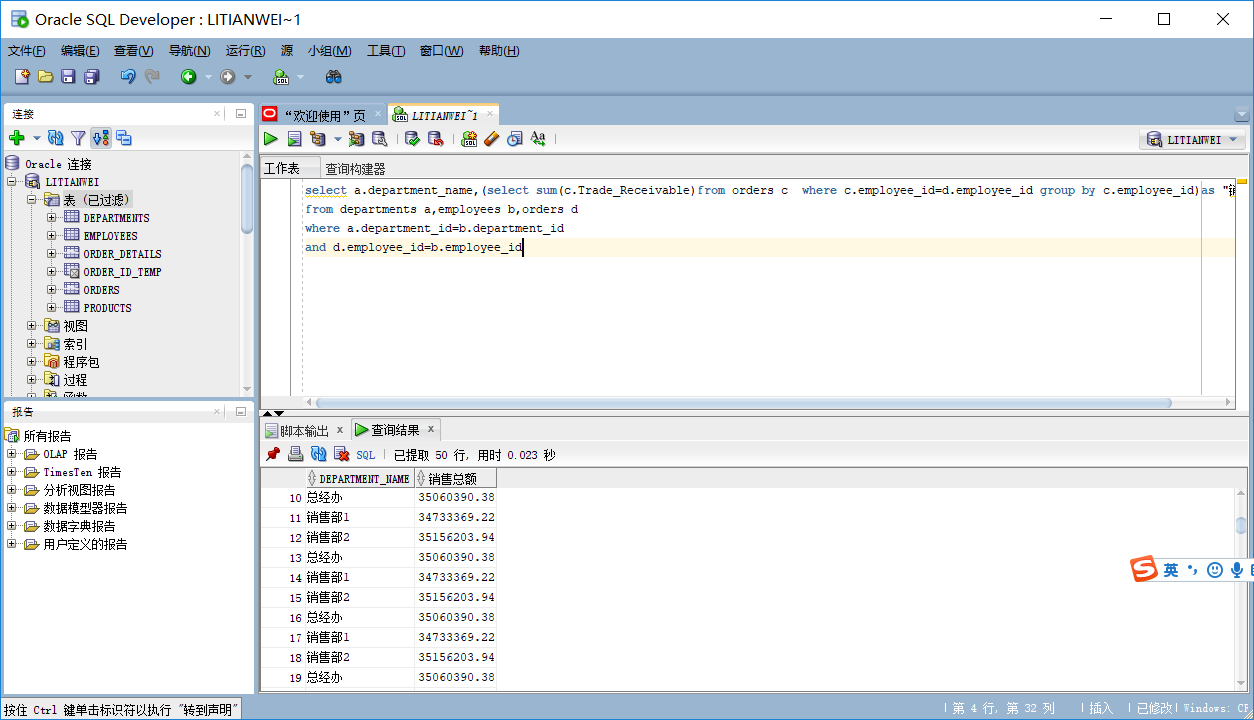 Oracle SQL Developer : LITIANWEI~1
文件(F) 编辑(E) 查看(V) 导航(N) 运行(R) 源 小组(M) 工具(T) 窗口(W) 帮助(H)
连接
Oracle 连接
LITIANWEI
表 (已过滤)
DEPARTMENTS
EMPLOYEES
ORDER_DETAILS
ORDER_ID_TEMP
ORDERS
PRODUCTS
视图
索引
程序包
过程
函数
报告
所有报告
OLAP 报告
TimesTen 报告
分析视图报告
数据模型器报告
数据字典报告
用户定义的报告
“欢迎使用”页 LITIANWEI~1
LITIANWEI
工作表 查询构建器
select a.department_name,(select sum(c.Trade_Receivable)from orders c  where c.employee_id=d.employee_id group by c.employee_id)as "销
from departments a,employees b,orders d
where a.department_id=b.department_id
and d.employee_id=b.employee_id
脚本输出 x 查询结果 x
SQL | 已提取 50 行, 用时 0.023 秒
DEPARTMENT_NAME 销售总额
10 总经办 35060390.38
11 销售部1 34733369.22
12 销售部2 35156203.94
13 总经办 35060390.38
14 销售部1 34733369.22
15 销售部2 35156203.94
16 总经办 35060390.38
17 销售部1 34733369.22
18 销售部2 35156203.94
19 总经办 35060390.38
S 英
按住 Ctrl 键单击标识符以执行 "转到声明"
| 第 4 行, 第 32 列 | 插入 | 已修改 | Windows: CR